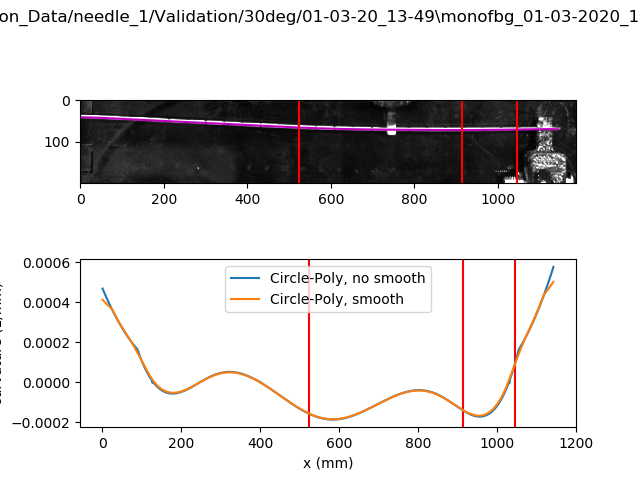 on_Data/needle_1/Validation/30deg/01-03-20_13-49\monofbg_01-03-2020_1
0
100
0 200 400 600 800 1000
0.0006
0.0004
0.0002
0.0000
−0.0002
Circle-Poly, no smooth
Circle-Poly, smooth
0 200 400 600 800 1000 1200
x (mm)